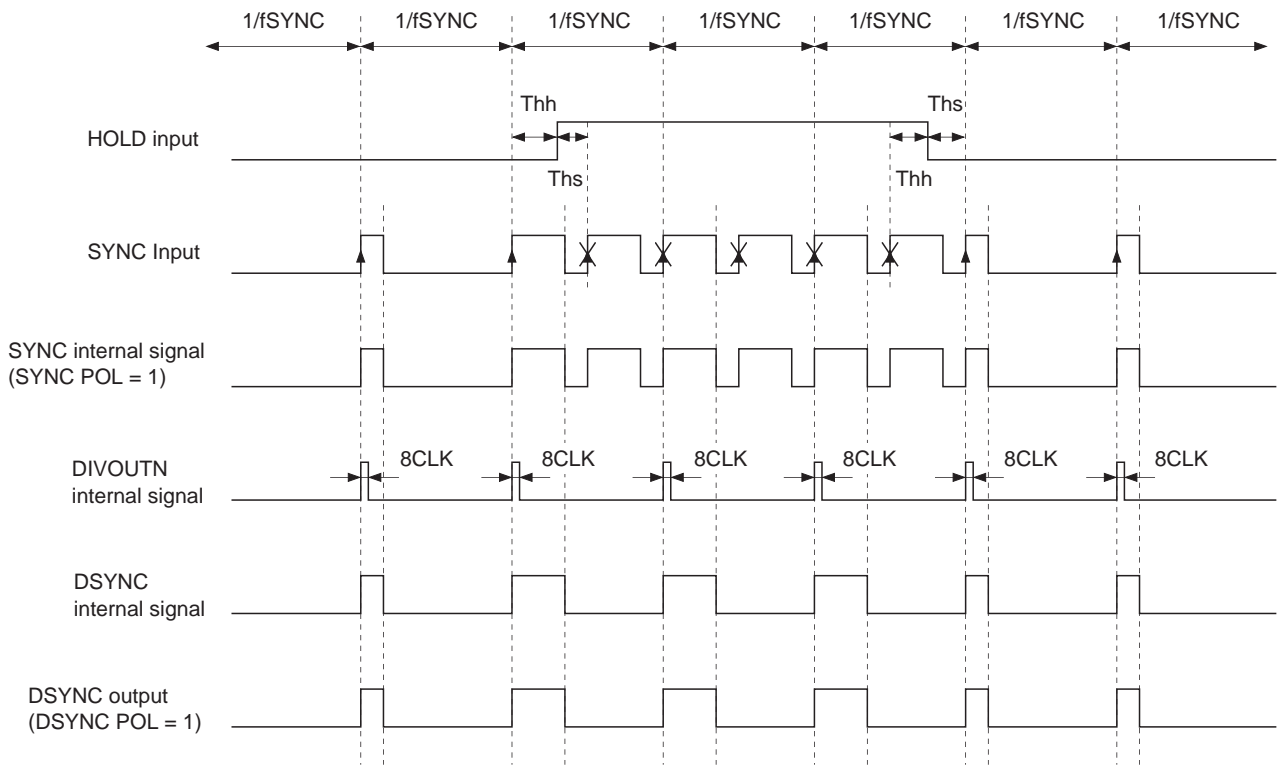 1/fSYNC 1/fSYNC 1/fSYNC 1/fSYNC 1/fSYNC 1/fSYNC 1/fSYNC
Thh Ths
HOLD input
Ths Thh
SYNC Input
SYNC internal signal
(SYNC POL = 1)
DIVOUTN
internal signal
8CLK 8CLK 8CLK 8CLK 8CLK 8CLK
DSYNC
internal signal
DSYNC output
(DSYNC POL = 1)